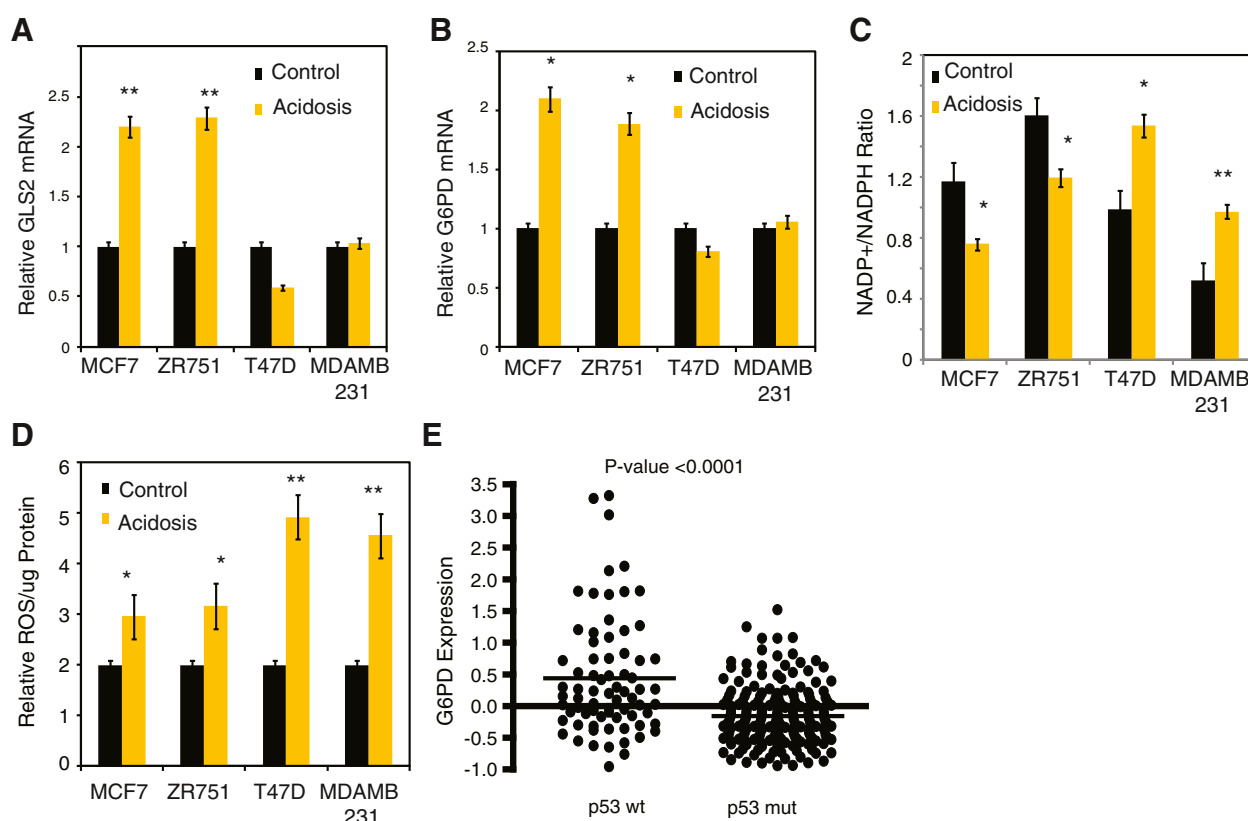 A
Relative GLS2 mRNA
2.5
2
1.5
1
0.5
0
Control
Acidosis
**
**
MCF7 ZR751 T47D MDAMB
231
B
Relative G6PD mRNA
2.5
2
1.5
1
0.5
0
Control
Acidosis
*
*
MCF7 ZR751 T47D MDAMB
231
C
NADP+/NADPH Ratio
2
1.6
1.2
0.8
0.4
0
Control
Acidosis
*
*
*
**
MCF7 ZR751 T47D MDAMB
231
D
Relative ROS/ug Protein
6
5
4
3
2
1
0
Control
Acidosis
*
*
**
**
MCF7 ZR751 T47D MDAMB
231
E
P-value <0.0001
G6PD Expression
3.5
3.0
2.5
2.0
1.5
1.0
0.5
0.0
-0.5
-1.0
p53 wt p53 mut